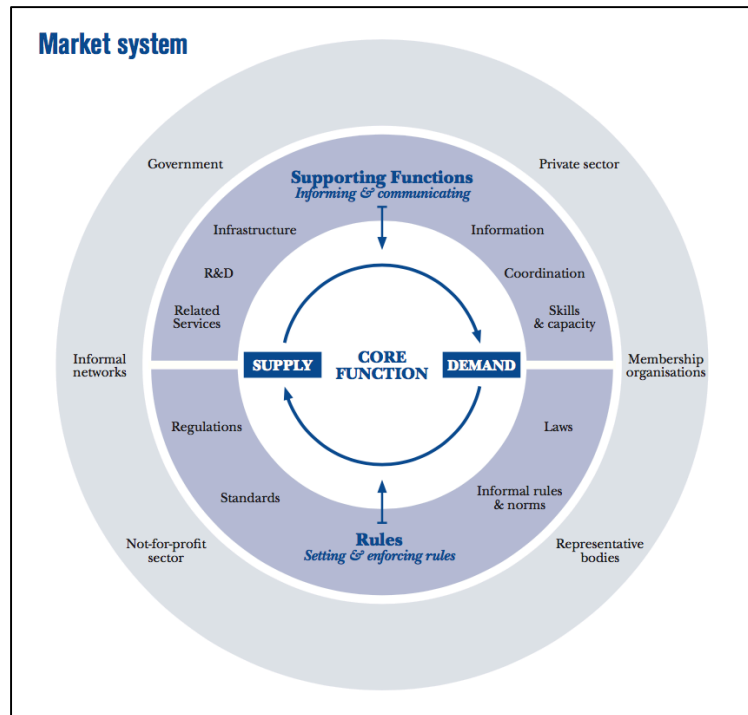 Market system
Government
Private sector
Supporting Functions
Informing & communicating
Infrastructure
Information
R&D
Coordination
Related
Services
Skills
& capacity
Informal
networks
SUPPLY
CORE
FUNCTION
DEMAND
Membership
organisations
Regulations
Laws
Standards
Informal rules
& norms
Not-for-profit
sector
Rules
Setting & enforcing rules
Representative
bodies